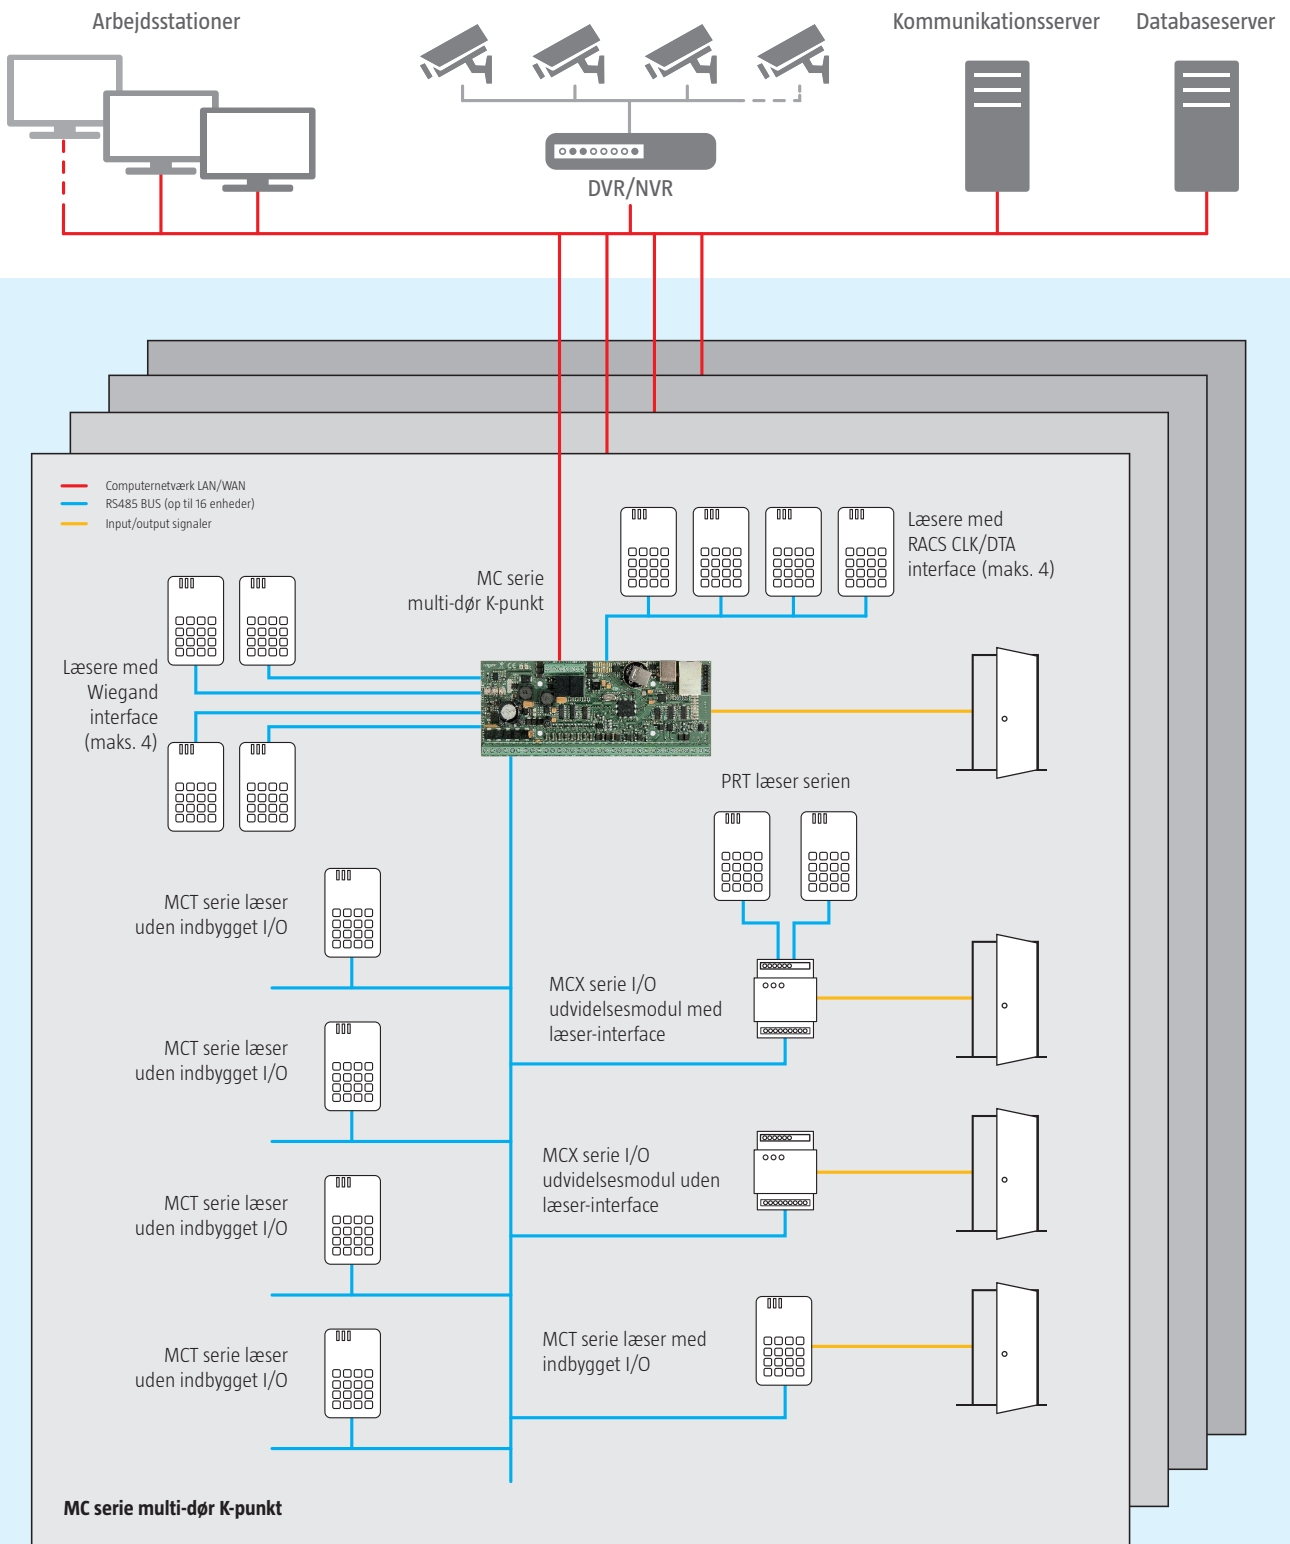 Arbejdsstationer
Kommunikationsserver
Databaseserver
DVR/NVR
Computernetværk LAN/WAN
RS485 BUS (op til 16 enheder)
Input/output signaler
MC serie
multi-dør K-punkt
Læsere med
RACS CLK/DTA
interface (maks. 4)
Læsere med
Wiegand
interface
(maks. 4)
PRT læser serien
MCT serie læser
uden indbygget I/O
MCX serie I/O
udvidelsesmodul med
læser-interface
MCT serie læser
uden indbygget I/O
MCX serie I/O
udvidelsesmodul uden
læser-interface
MCT serie læser
uden indbygget I/O
MCT serie læser med
indbygget I/O
MCT serie læser
uden indbygget I/O
MC serie multi-dør K-punkt